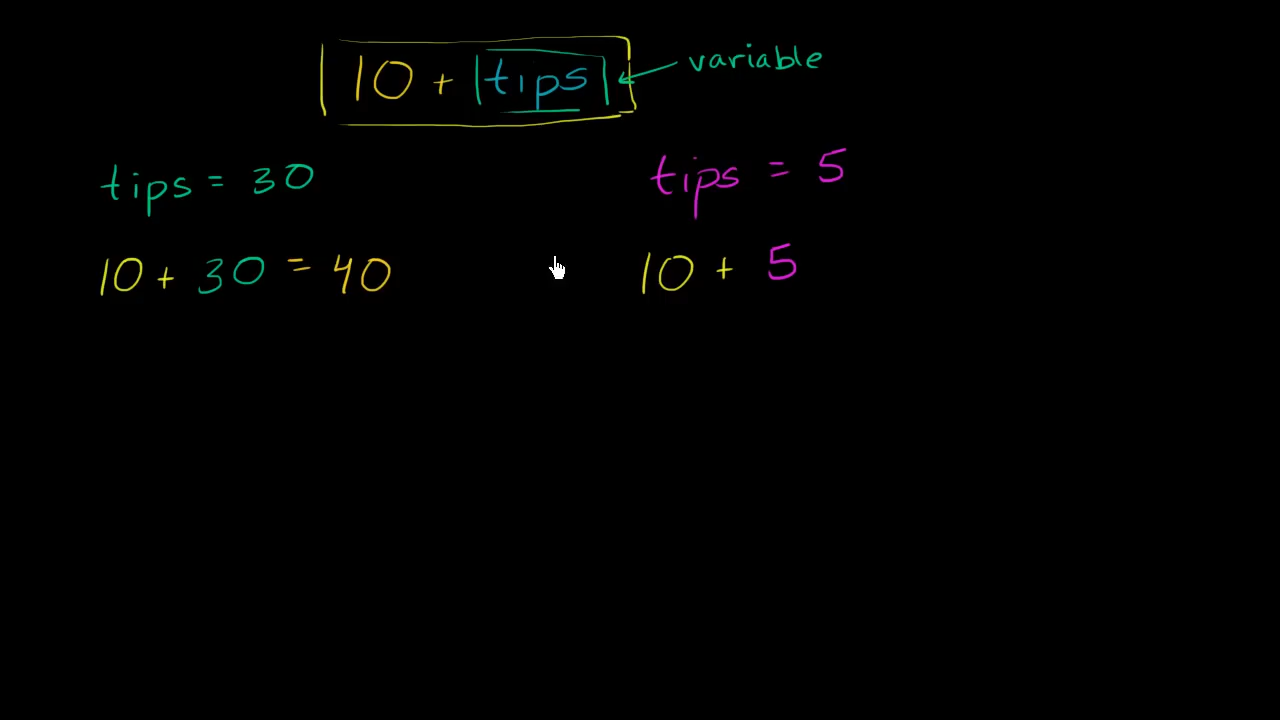 10 + tips
variable
tips = 30
tips = 5
10 + 30 = 40
10 + 5